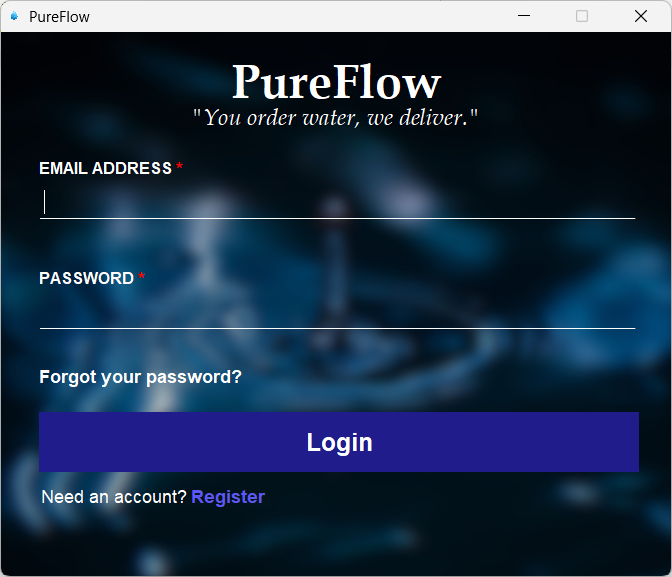 PureFlow
PureFlow
"You order water, we deliver."
EMAIL ADDRESS *
PASSWORD *
Forgot your password?
Login
Need an account? Register